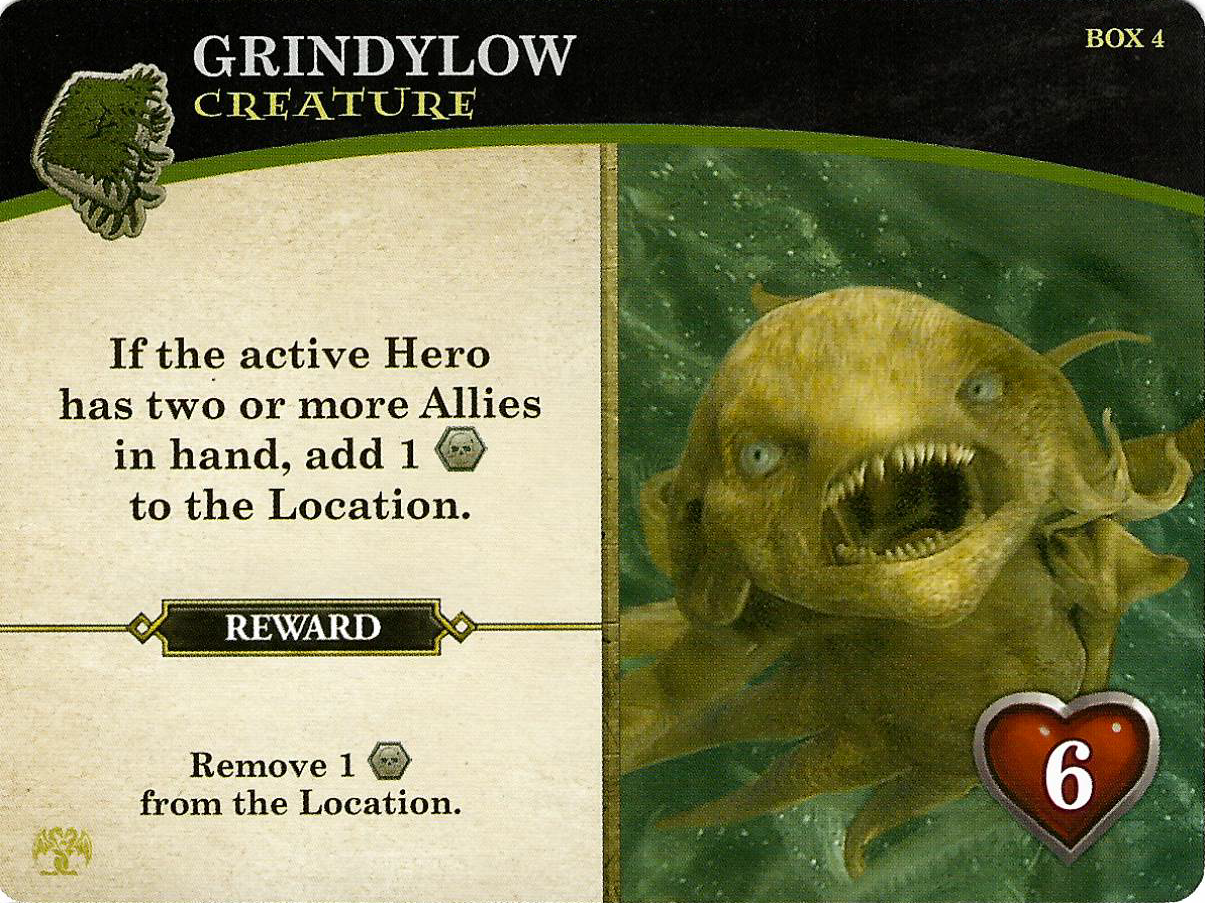 GRINDYLOW
CREATURE
BOX 4
If the active Hero
has two or more Allies
in hand, add 1
to the Location.
REWARD
Remove 1
from the Location.
6